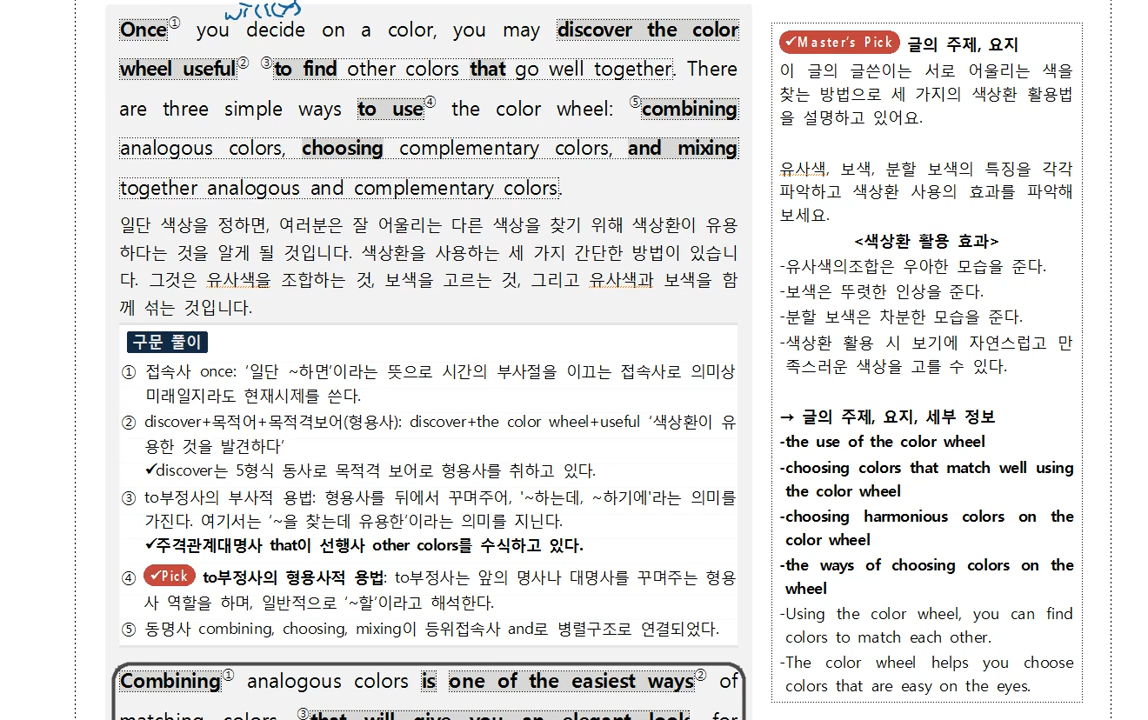 Once① you decide on a color, you may discover the color
wheel useful② ③to find other colors that go well together. There
are three simple ways to use④ the color wheel: ⑤combining
analogous colors, choosing complementary colors, and mixing
together analogous and complementary colors.
일단 색상을 정하면, 여러분은 잘 어울리는 다른 색상을 찾기 위해 색상환이 유용
하다는 것을 알게 될 것입니다. 색상환을 사용하는 세 가지 간단한 방법이 있습니
다. 그것은 유사색을 조합하는 것, 보색을 고르는 것, 그리고 유사색과 보색을 함
께 섞는 것입니다.
구문 풀이
① 접속사 once: '일단 ~하면'이라는 뜻으로 시간의 부사절을 이끄는 접속사로 의미상
미래일지라도 현재시제를 쓴다.
② discover+목적어+목적격보어(형용사): discover+the color wheel+useful '색상환이 유
용한 것을 발견하다'
✔discover는 5형식 동사로 목적격 보어로 형용사를 취하고 있다.
③ to부정사의 부사적 용법: 형용사를 뒤에서 꾸며주어, '~하는데, ~하기에'라는 의미를
가진다. 여기서는 '~을 찾는데 유용한'이라는 의미를 지닌다.
✔주격관계대명사 that이 선행사 other colors를 수식하고 있다.
④ ✔Pick to부정사의 형용사적 용법: to부정사는 앞의 명사나 대명사를 꾸며주는 형용
사 역할을 하며, 일반적으로 '~할'이라고 해석한다.
⑤ 동명사 combining, choosing, mixing이 등위접속사 and로 병렬구조로 연결되었다.
Combining① analogous colors is one of the easiest ways② of
matching colors ③that will give you an elegant look for
✔Master's Pick 글의 주제, 요지
이 글의 글쓴이는 서로 어울리는 색을
찾는 방법으로 세 가지의 색상환 활용법
을 설명하고 있어요.
유사색, 보색, 분할 보색의 특징을 각각
파악하고 색상환 사용의 효과를 파악해
보세요.
<색상환 활용 효과>
-유사색의조합은 우아한 모습을 준다.
-보색은 뚜렷한 인상을 준다.
-분할 보색은 차분한 모습을 준다.
-색상환 활용 시 보기에 자연스럽고 만
족스러운 색상을 고를 수 있다.
→ 글의 주제, 요지, 세부 정보
-the use of the color wheel
-choosing colors that match well using
the color wheel
-choosing harmonious colors on the
color wheel
-the ways of choosing colors on the
wheel
-Using the color wheel, you can find
colors to match each other.
-The color wheel helps you choose
colors that are easy on the eyes.